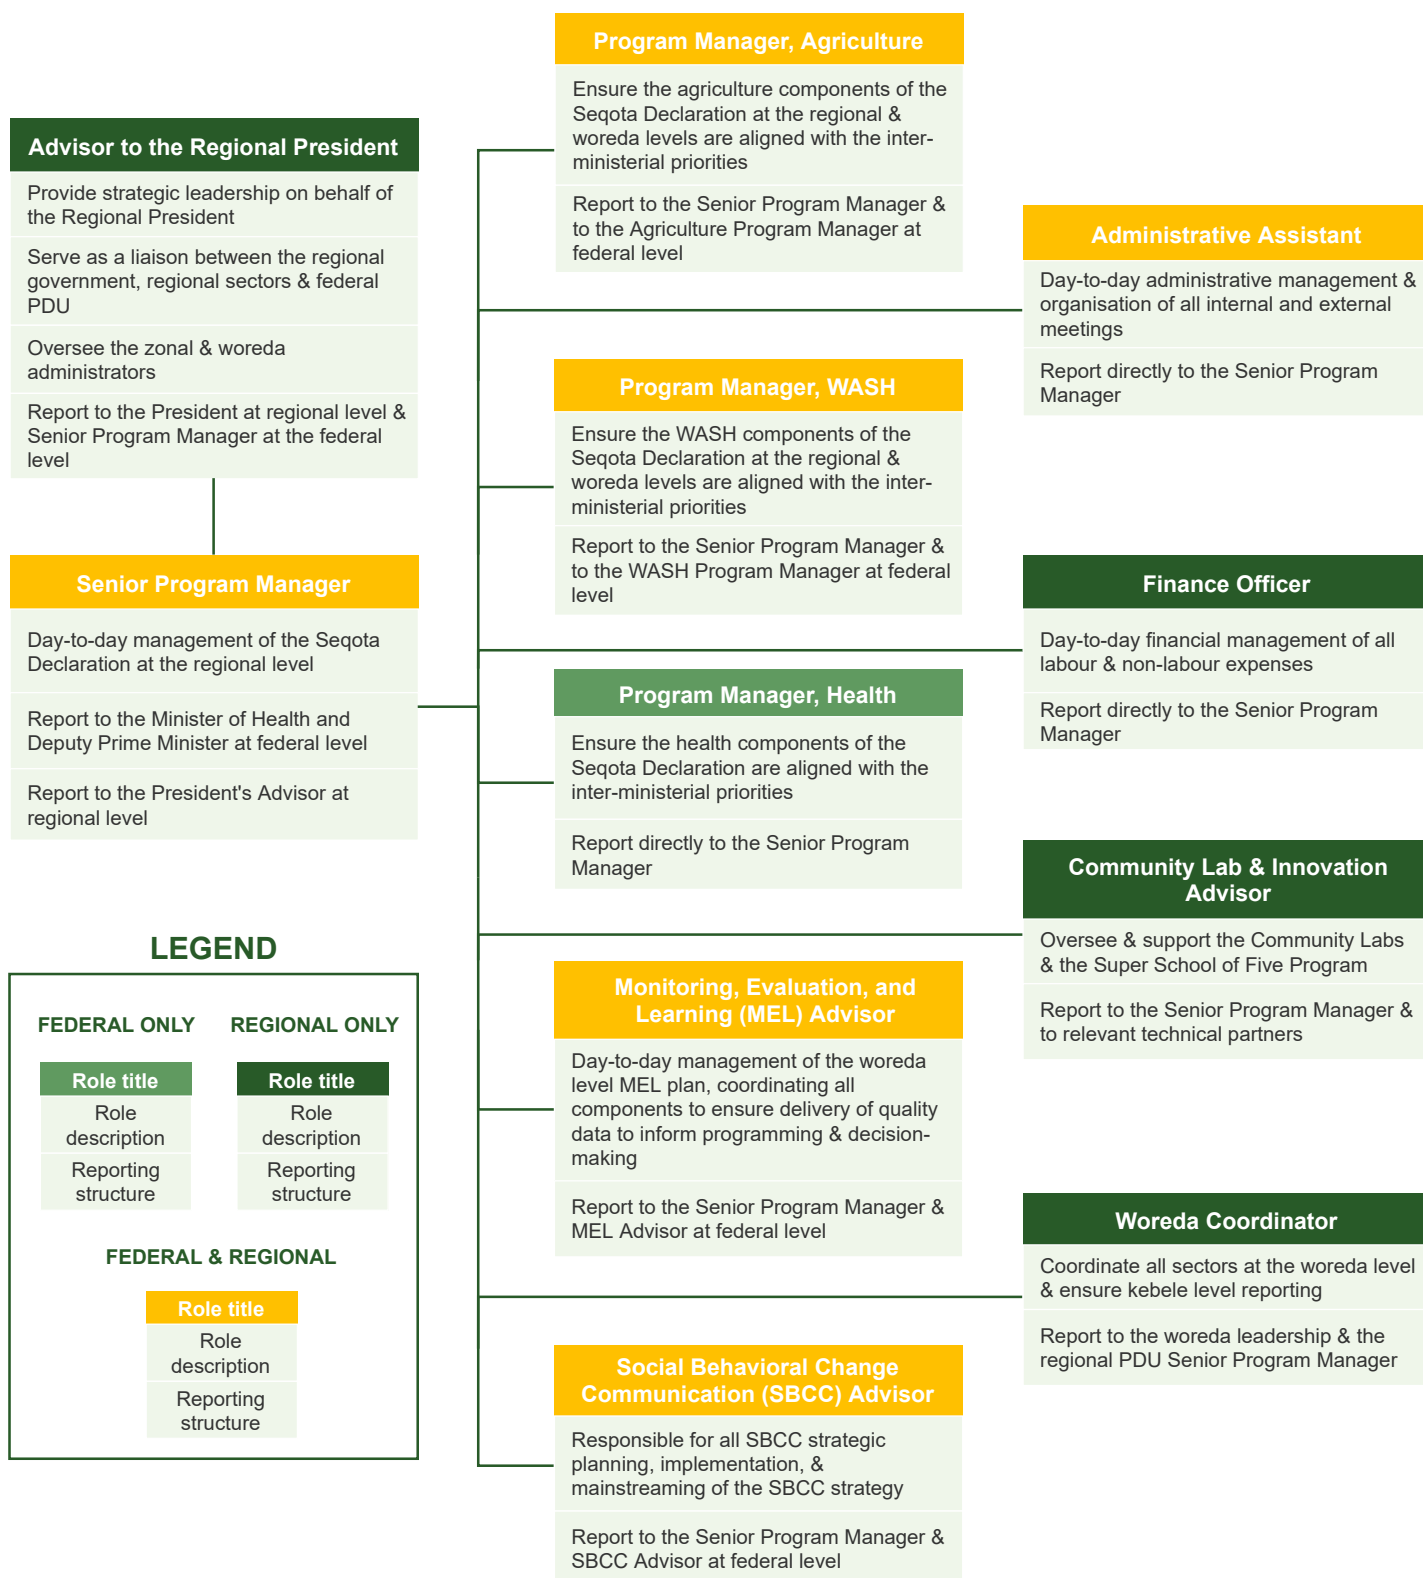 Advisor to the Regional President
Provide strategic leadership on behalf of
the Regional President
Serve as a liaison between the regional
government, regional sectors & federal
PDU
Oversee the zonal & woreda
administrators
Report to the President at regional level &
Senior Program Manager at the federal
level
Senior Program Manager
Day-to-day management of the Seqota
Declaration at the regional level
Report to the Minister of Health and
Deputy Prime Minister at federal level
Report to the President's Advisor at
regional level
Program Manager, Agriculture
Ensure the agriculture components of the
Seqota Declaration at the regional &
woreda levels are aligned with the inter-
ministerial priorities
Report to the Senior Program Manager &
to the Agriculture Program Manager at
federal level
Program Manager, WASH
Ensure the WASH components of the
Seqota Declaration at the regional &
woreda levels are aligned with the inter-
ministerial priorities
Report to the Senior Program Manager &
to the WASH Program Manager at federal
level
Program Manager, Health
Ensure the health components of the
Seqota Declaration are aligned with the
inter-ministerial priorities
Report directly to the Senior Program
Manager
Monitoring, Evaluation, and
Learning (MEL) Advisor
Day-to-day management of the woreda
level MEL plan, coordinating all
components to ensure delivery of quality
data to inform programming & decision-
making
Report to the Senior Program Manager &
MEL Advisor at federal level
Social Behavioral Change
Communication (SBCC) Advisor
Responsible for all SBCC strategic
planning, implementation, &
mainstreaming of the SBCC strategy
Report to the Senior Program Manager &
SBCC Advisor at federal level
Administrative Assistant
Day-to-day administrative management &
organisation of all internal and external
meetings
Report directly to the Senior Program
Manager
Finance Officer
Day-to-day financial management of all
labour & non-labour expenses
Report directly to the Senior Program
Manager
Community Lab & Innovation
Advisor
Oversee & support the Community Labs
& the Super School of Five Program
Report to the Senior Program Manager &
to relevant technical partners
Woreda Coordinator
Coordinate all sectors at the woreda level
& ensure kebele level reporting
Report to the woreda leadership & the
regional PDU Senior Program Manager
LEGEND
FEDERAL ONLY
Role title
Role
description
Reporting
structure
REGIONAL ONLY
Role title
Role
description
Reporting
structure
FEDERAL & REGIONAL
Role title
Role
description
Reporting
structure